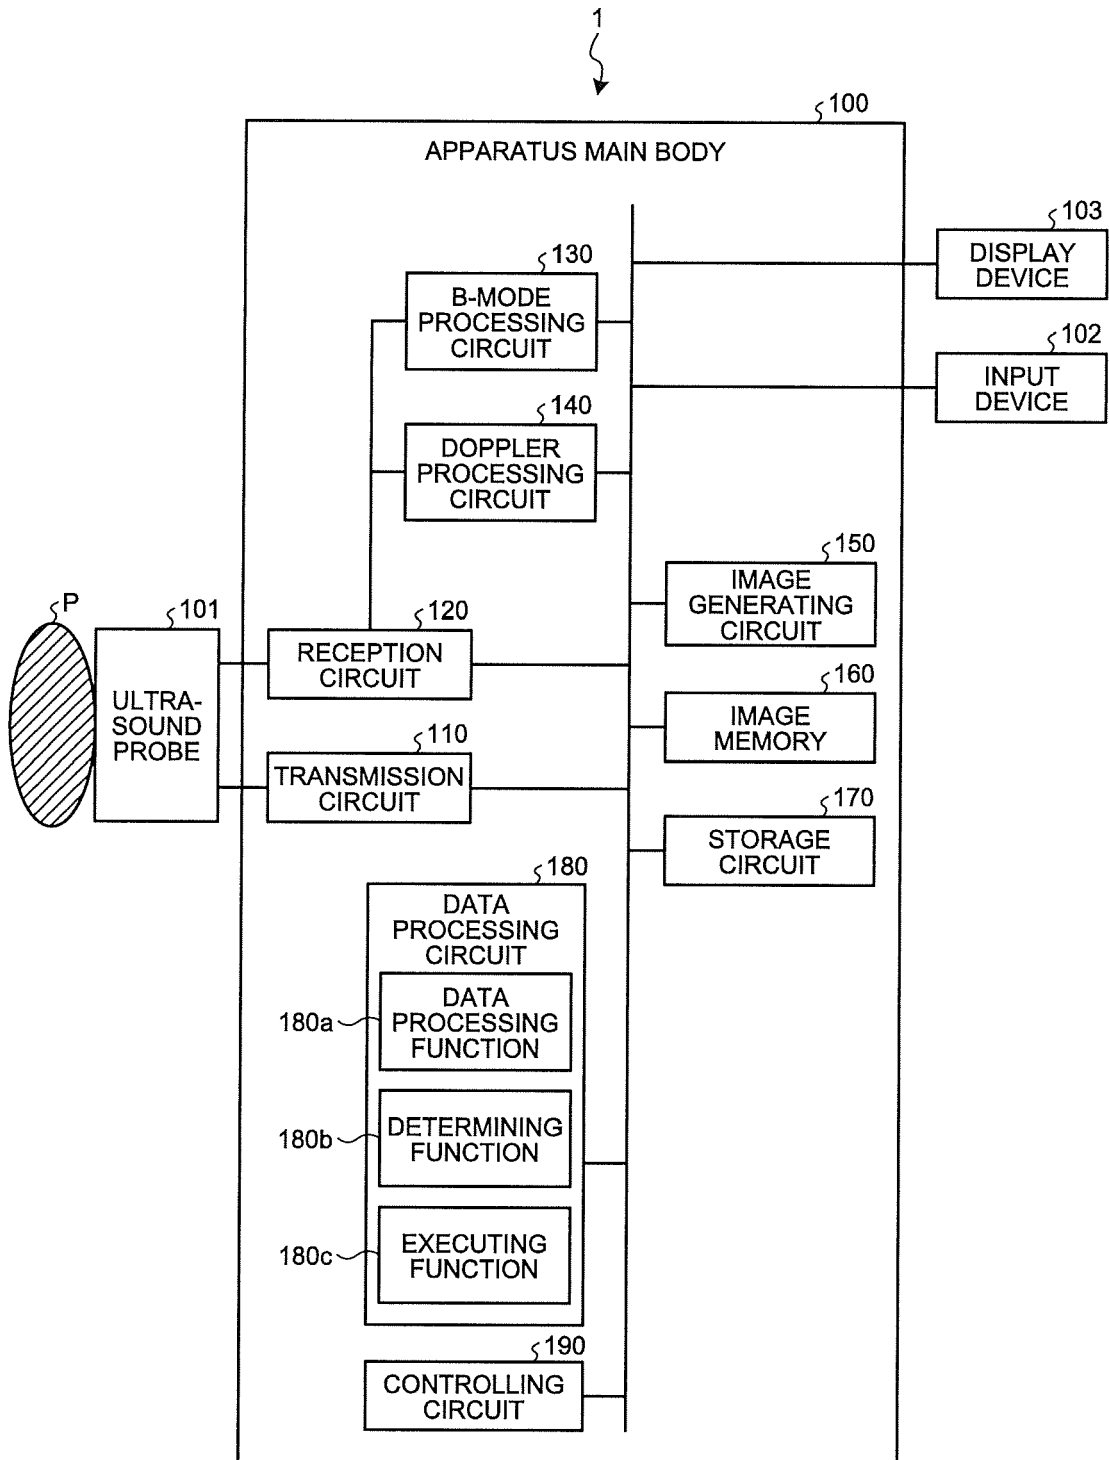 1
100
APPARATUS MAIN BODY
103
DISPLAY
DEVICE
130
B-MODE
PROCESSING
CIRCUIT
102
INPUT
DEVICE
140
DOPPLER
PROCESSING
CIRCUIT
150
IMAGE
GENERATING
CIRCUIT
P
101
ULTRA-
SOUND
PROBE
120
RECEPTION
CIRCUIT
160
IMAGE
MEMORY
110
TRANSMISSION
CIRCUIT
170
STORAGE
CIRCUIT
180
DATA
PROCESSING
CIRCUIT
180a
DATA
PROCESSING
FUNCTION
180b
DETERMINING
FUNCTION
180c
EXECUTING
FUNCTION
190
CONTROLLING
CIRCUIT